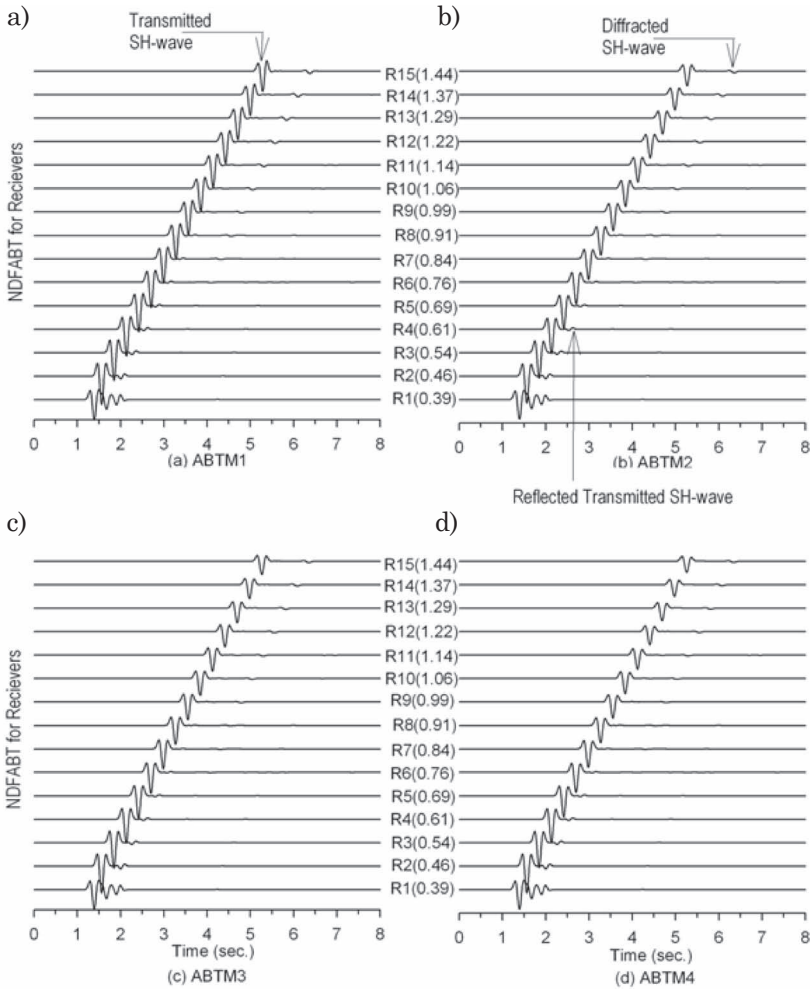 a)
Transmitted
SH-wave
b)
Diffracted
SH-wave
NDFABT for Recievers
R15(1.44)
R14(1.37)
R13(1.29)
R12(1.22)
R11(1.14)
R10(1.06)
R9(0.99)
R8(0.91)
R7(0.84)
R6(0.76)
R5(0.69)
R4(0.61)
R3(0.54)
R2(0.46)
R1(0.39)
0 1 2 3 4 5 6 7 8
0 1 2 3 4 5 6 7 8
(a) ABTM1
(b) ABTM2
Reflected Transmitted SH-wave
c)
d)
NDFABT for Recievers
R15(1.44)
R14(1.37)
R13(1.29)
R12(1.22)
R11(1.14)
R10(1.06)
R9(0.99)
R8(0.91)
R7(0.84)
R6(0.76)
R5(0.69)
R4(0.61)
R3(0.54)
R2(0.46)
R1(0.39)
0 1 2 3 4 5 6 7 8
0 1 2 3 4 5 6 7 8
Time (sec.)
Time (sec.)
(c) ABTM3
(d) ABTM4